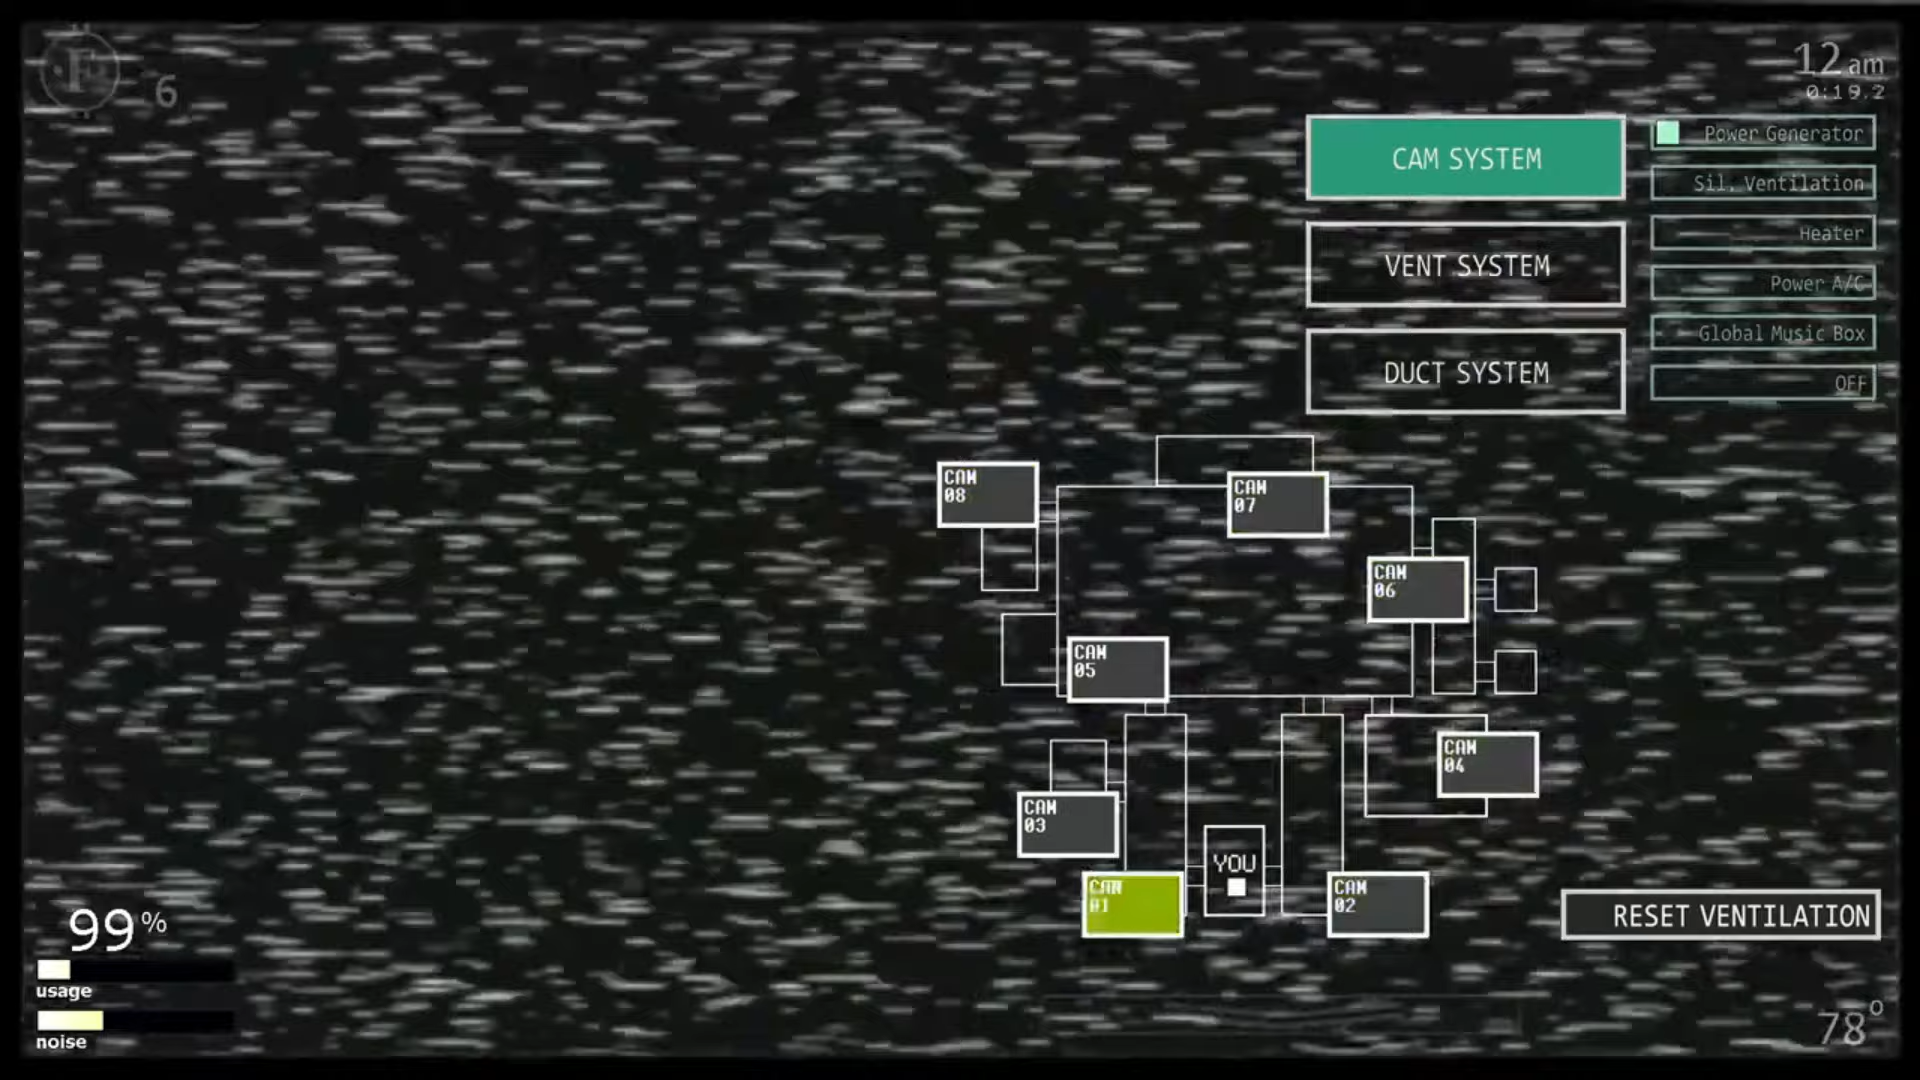 F
6
12 am
0:19.2
CAM SYSTEM
VENT SYSTEM
DUCT SYSTEM
Power Generator
Sil. Ventilation
Heater
Power A/C
Global Music Box
OFF
CAM
08
CAM
07
CAM
06
CAM
05
CAM
04
CAM
03
YOU
CAM
01
CAM
02
RESET VENTILATION
99%
usage
noise
78°